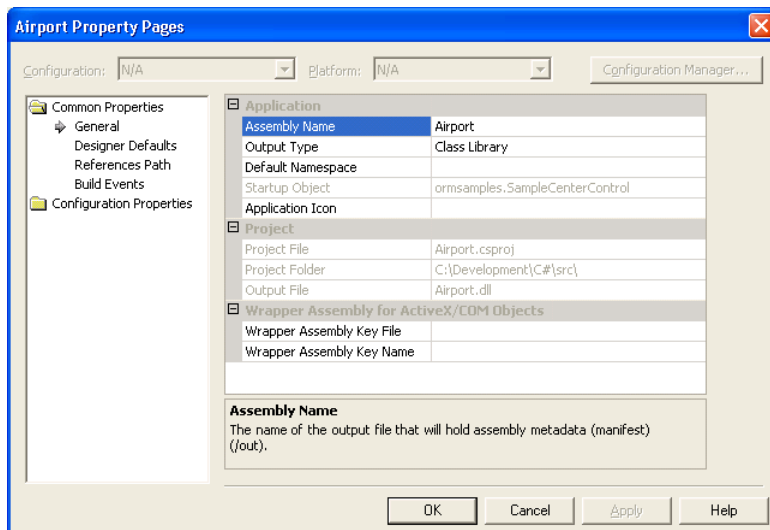 Airport Property Pages
Configuration: N/A Platform: N/A Configuration Manager...
Common Properties
General
Designer Defaults
References Path
Build Events
Configuration Properties
Application
Assembly Name Airport
Output Type Class Library
Default Namespace
Startup Object ormsamples.SampleCenterControl
Application Icon
Project
Project File Airport.csproj
Project Folder C:\Development\C#\src\
Output File Airport.dll
Wrapper Assembly for ActiveX/COM Objects
Wrapper Assembly Key File
Wrapper Assembly Key Name
Assembly Name
The name of the output file that will hold assembly metadata (manifest)
(/out).
OK Cancel Apply Help